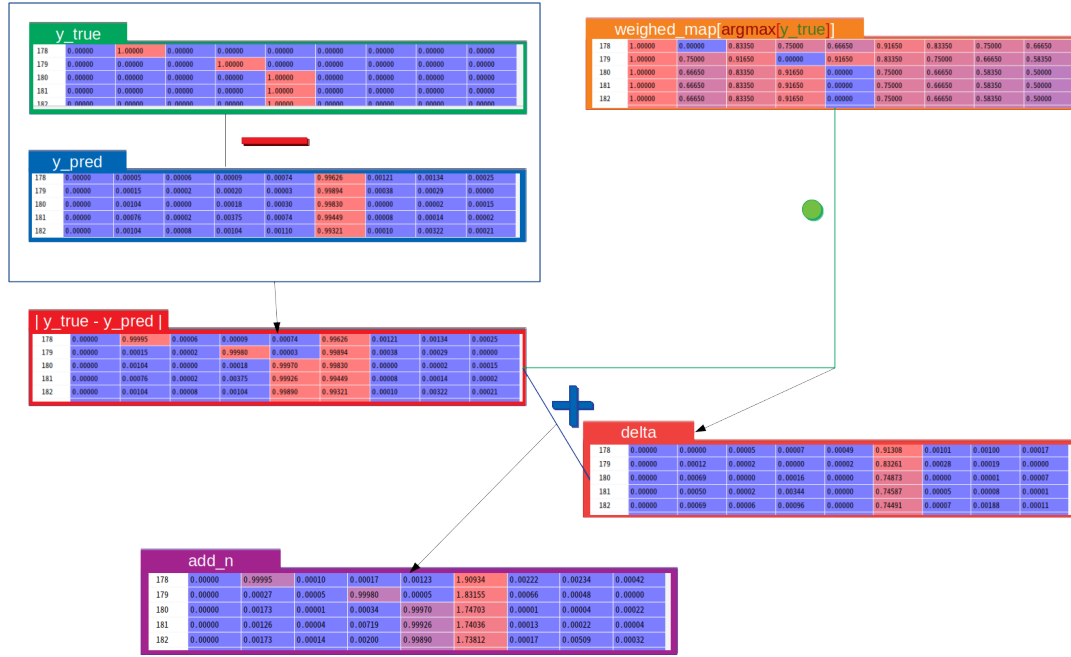 y_true
178 0.00000 1.00000 0.00000 0.00000 0.00000 0.00000 0.00000 0.00000 0.00000
179 0.00000 0.00000 0.00000 1.00000 0.00000 0.00000 0.00000 0.00000 0.00000
180 0.00000 0.00000 0.00000 0.00000 1.00000 0.00000 0.00000 0.00000 0.00000
181 0.00000 0.00000 0.00000 0.00000 1.00000 0.00000 0.00000 0.00000 0.00000
182 0.00000 0.00000 0.00000 0.00000 1.00000 0.00000 0.00000 0.00000 0.00000
weighed_map[argmax[y_true]]
178 1.00000 0.00000 0.83350 0.75000 0.66650 0.91650 0.83350 0.75000 0.66650
179 1.00000 0.75000 0.91650 0.00000 0.91650 0.83350 0.75000 0.66650 0.58350
180 1.00000 0.66650 0.83350 0.91650 0.00000 0.75000 0.66650 0.58350 0.50000
181 1.00000 0.66650 0.83350 0.91650 0.00000 0.75000 0.66650 0.58350 0.50000
182 1.00000 0.66650 0.83350 0.91650 0.00000 0.75000 0.66650 0.58350 0.50000
y_pred
178 0.00000 0.00005 0.00006 0.00009 0.00074 0.99626 0.00121 0.00134 0.00025
179 0.00000 0.00015 0.00002 0.00020 0.00003 0.99894 0.00038 0.00029 0.00000
180 0.00000 0.00104 0.00000 0.00018 0.00030 0.99830 0.00000 0.00002 0.00015
181 0.00000 0.00076 0.00002 0.00375 0.00074 0.99449 0.00008 0.00014 0.00002
182 0.00000 0.00104 0.00008 0.00104 0.00110 0.99321 0.00010 0.00322 0.00021
| y_true - y_pred |
178 0.00000 0.99995 0.00006 0.00009 0.00074 0.99626 0.00121 0.00134 0.00025
179 0.00000 0.00015 0.00002 0.99980 0.00003 0.99894 0.00038 0.00029 0.00000
180 0.00000 0.00104 0.00000 0.00018 0.99970 0.99830 0.00000 0.00002 0.00015
181 0.00000 0.00076 0.00002 0.00375 0.99926 0.99449 0.00008 0.00014 0.00002
182 0.00000 0.00104 0.00008 0.00104 0.99890 0.99321 0.00010 0.00322 0.00021
delta
178 0.00000 0.00000 0.00005 0.00007 0.00049 0.91308 0.00101 0.00100 0.00017
179 0.00000 0.00012 0.00002 0.00000 0.00002 0.83261 0.00028 0.00019 0.00000
180 0.00000 0.00069 0.00000 0.00016 0.00000 0.74873 0.00000 0.00001 0.00007
181 0.00000 0.00050 0.00002 0.00344 0.00000 0.74587 0.00005 0.00008 0.00001
182 0.00000 0.00069 0.00006 0.00096 0.00000 0.74491 0.00007 0.00188 0.00011
add_n
178 0.00000 0.99995 0.00010 0.00017 0.00123 1.90934 0.00222 0.00234 0.00042
179 0.00000 0.00027 0.00005 0.99980 0.00005 1.83155 0.00066 0.00048 0.00000
180 0.00000 0.00173 0.00001 0.00034 0.99970 1.74703 0.00001 0.00004 0.00022
181 0.00000 0.00126 0.00004 0.00719 0.99926 1.74036 0.00013 0.00022 0.00004
182 0.00000 0.00173 0.00014 0.00200 0.99890 1.73812 0.00017 0.00509 0.00032